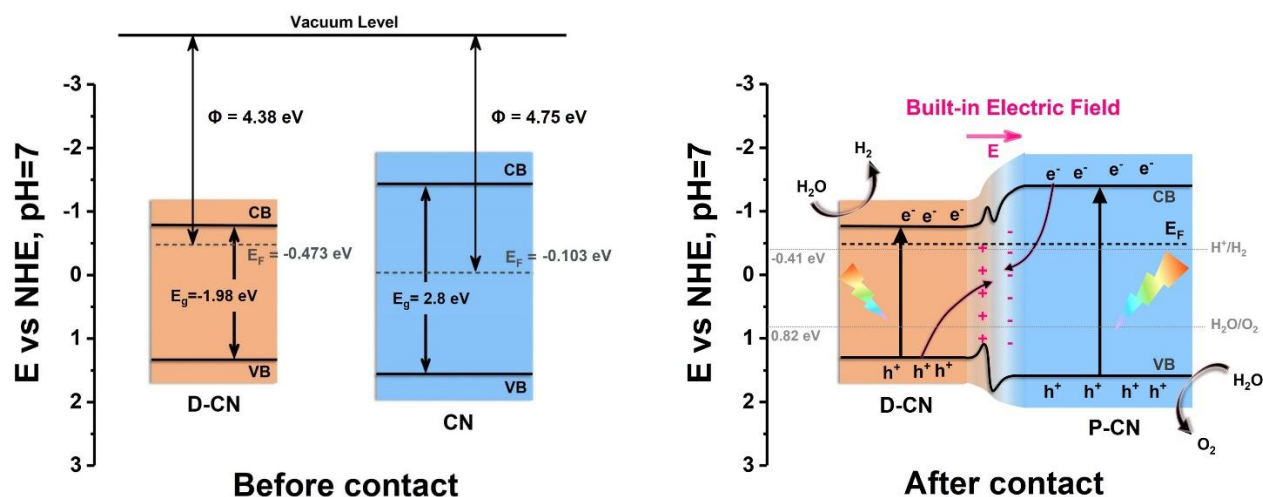 Vacuum Level
E vs NHE, pH=7
-3
-2
-1
0
1
2
3
Φ = 4.38 eV
Φ = 4.75 eV
CB
E_F = -0.473 eV
E_g=-1.98 eV
VB
D-CN
CB
E_F = -0.103 eV
E_g= 2.8 eV
VB
CN
Before contact
E vs NHE, pH=7
-3
-2
-1
0
1
2
3
Built-in Electric Field
E
H₂
H₂O
e⁻ e⁻ e⁻
e⁻ e⁻ e⁻ e⁻
CB
E_F
-0.41 eV
H⁺/H₂
+ + + + +
- - - - - -
0.82 eV
H₂O/O₂
VB
h⁺ h⁺ h⁺
h⁺ h⁺ h⁺ h⁺
H₂O
O₂
D-CN
P-CN
After contact